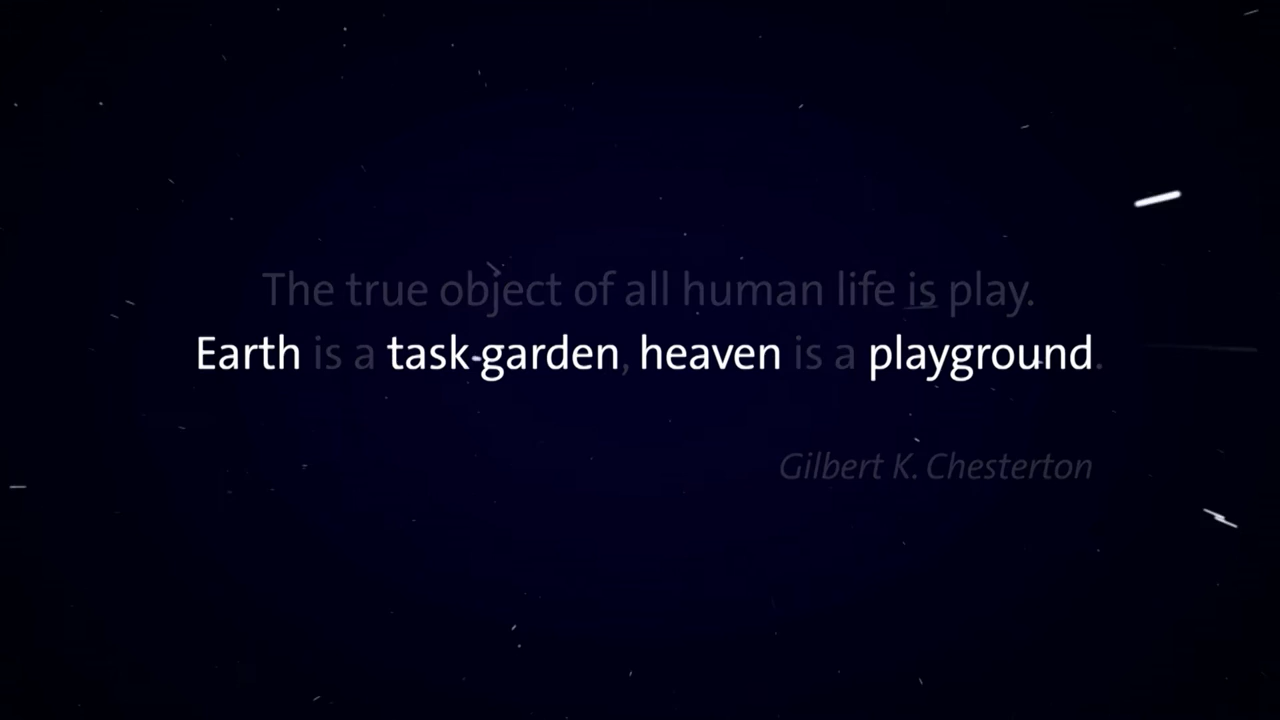 The true object of all human life is play.
Earth is a task-garden, heaven is a playground.
Gilbert K. Chesterton